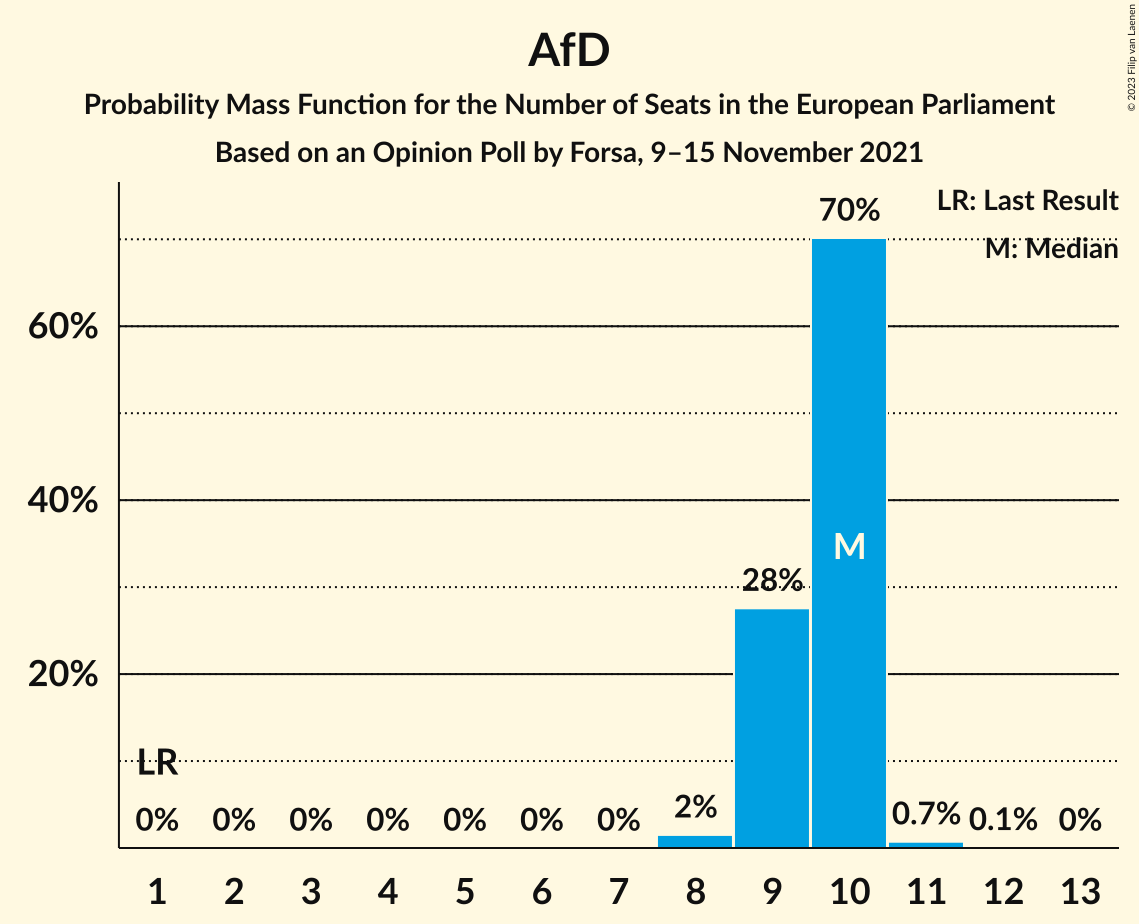 AfD
Probability Mass Function for the Number of Seats in the European Parliament
Based on an Opinion Poll by Forsa, 9–15 November 2021
© 2023 Filip van Laenen
LR: Last Result
M: Median
70%
60%
40%
M
28%
20%
LR
0% 0% 0% 0% 0% 0% 0% 2% 0.7% 0.1% 0%
1 2 3 4 5 6 7 8 9 10 11 12 13